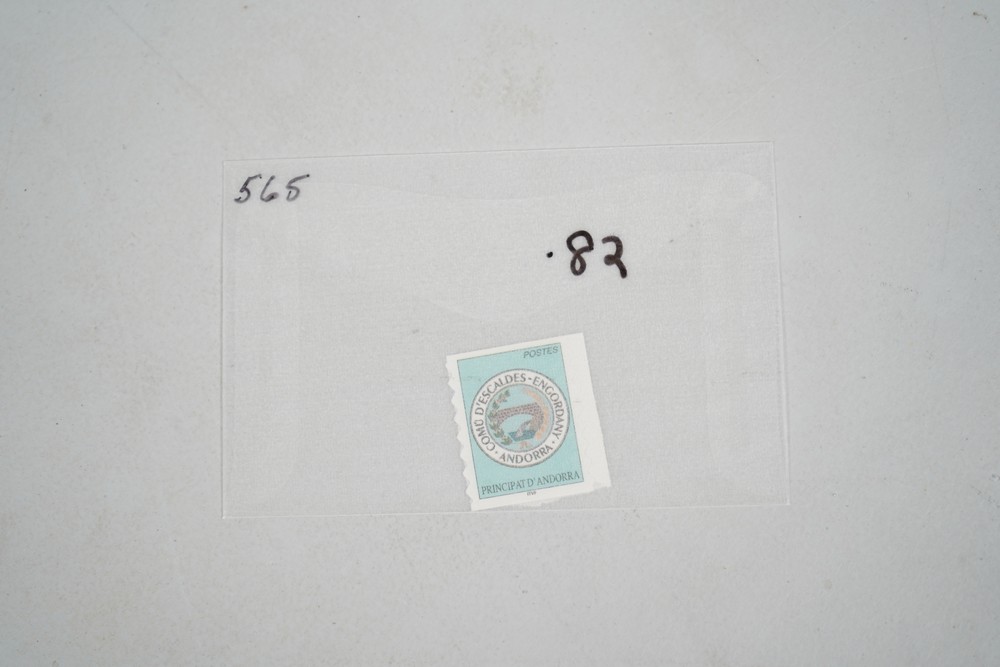 565
.82
POSTES
COMÚ D'ESCALDES-ENGORDANY · ANDORRA ·
PRINCIPAT D'ANDORRA